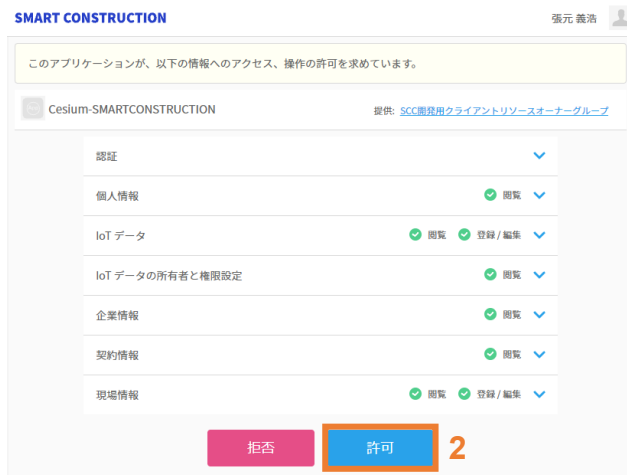 SMART CONSTRUCTION 張元 義浩
このアプリケーションが、以下の情報へのアクセス、操作の許可を求めています。
Cesium-SMARTCONSTRUCTION 提供: SCC開発用クライアントリソースオーナーグループ
認証
個人情報 閲覧
IoT データ 閲覧 登録 / 編集
IoT データの所有者と権限設定 閲覧
企業情報 閲覧
契約情報 閲覧
現場情報 閲覧 登録 / 編集
拒否 許可 2